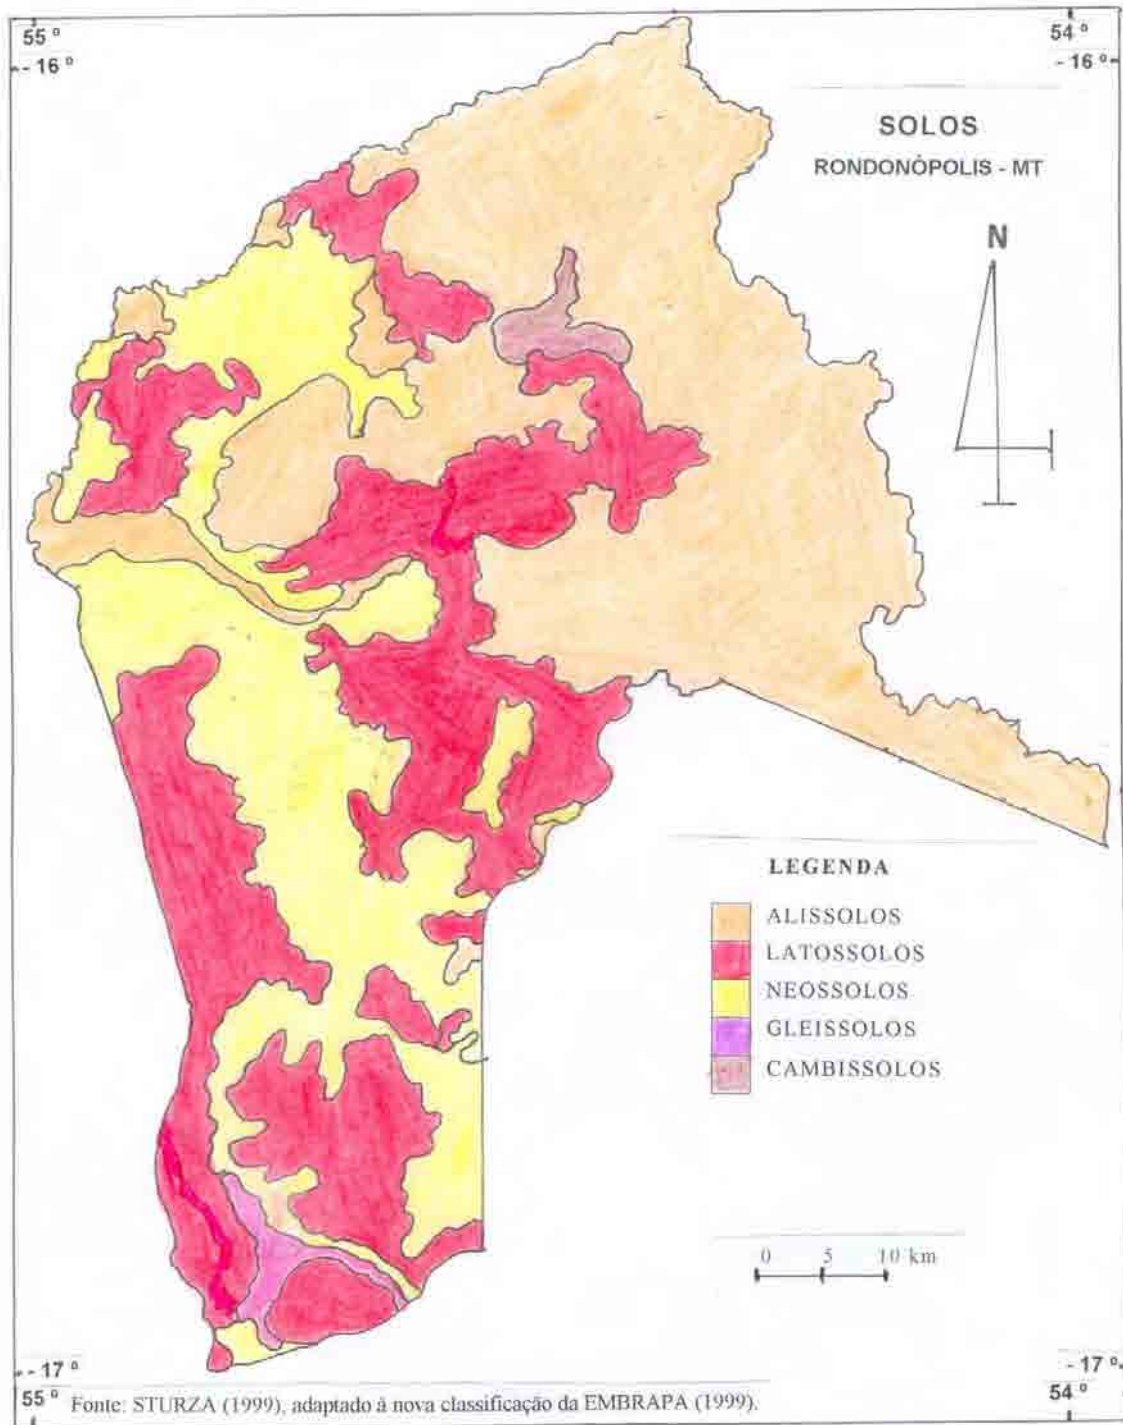 55 º
54 º
- 16 º
- 16 º
SOLOS
RONDONÓPOLIS - MT
N
LEGENDA
ALISSOLOS
LATOSSOLOS
NEOSSOLOS
GLEISSOLOS
CAMBISSOLOS
0 5 10 km
- 17 º
- 17 º
55 º
54 º
Fonte: STURZA (1999), adaptado à nova classificação da EMBRAPA (1999).